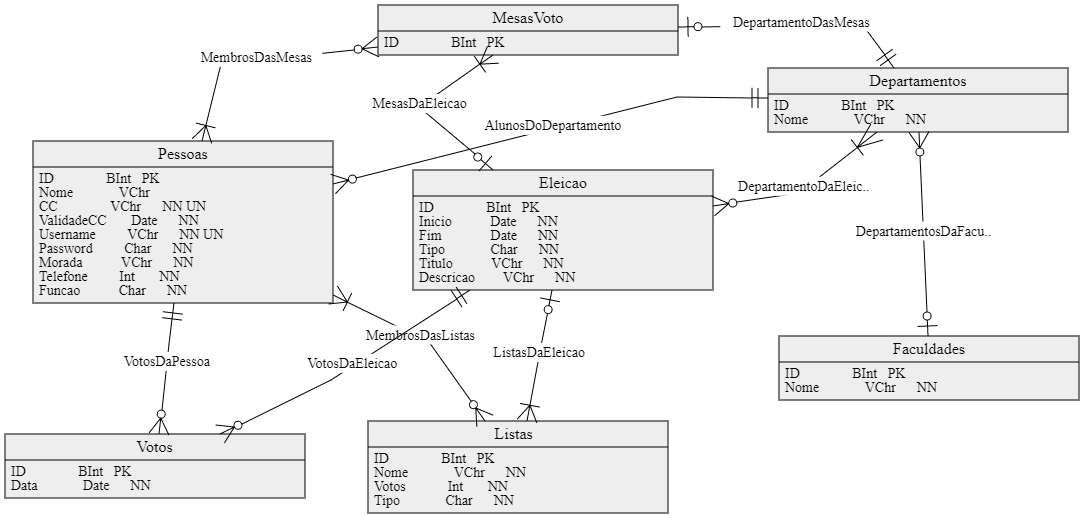 MesasVoto
ID BInt PK
DepartamentoDasMesas
MembrosDasMesas
MesasDaEleicao
Departamentos
ID BInt PK
Nome VChr NN
AlunosDoDepartamento
Pessoas
ID BInt PK
Nome VChr
CC VChr NN UN
ValidadeCC Date NN
Username VChr NN UN
Password Char NN
Morada VChr NN
Telefone Int NN
Funcao Char NN
Eleicao
ID BInt PK
Inicio Date NN
Fim Date NN
Tipo Char NN
Titulo VChr NN
Descricao VChr NN
DepartamentoDaEleic..
DepartamentosDaFacu..
MembrosDasListas
VotosDaPessoa
VotosDaEleicao
ListasDaEleicao
Faculdades
ID BInt PK
Nome VChr NN
Votos
ID BInt PK
Data Date NN
Listas
ID BInt PK
Nome VChr NN
Votos Int NN
Tipo Char NN